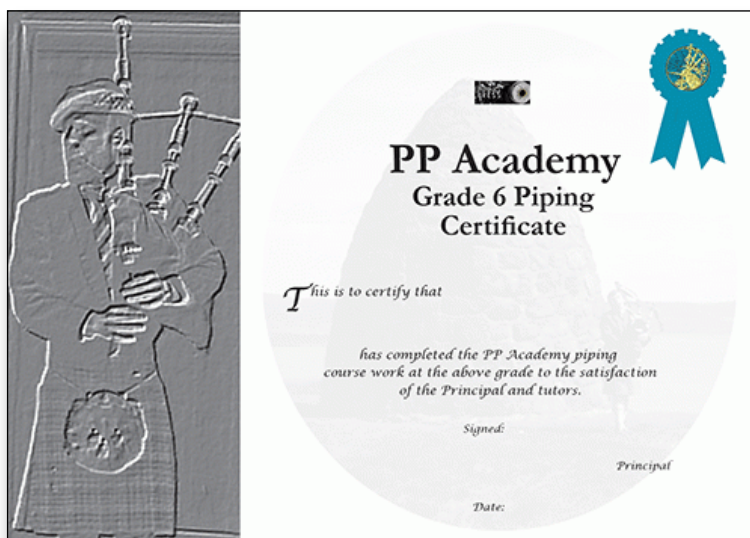 PP Academy
Grade 6 Piping
Certificate
This is to certify that
has completed the PP Academy piping
course work at the above grade to the satisfaction
of the Principal and tutors.
Signed:
Principal
Date: